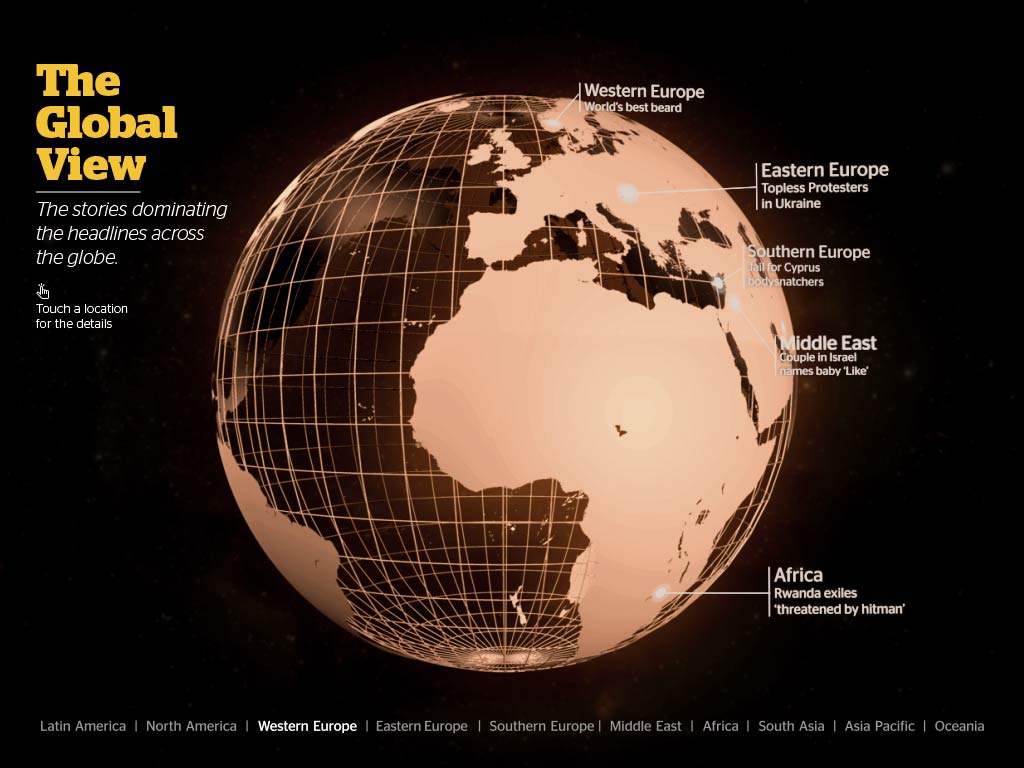 The
Global
View
The stories dominating
the headlines across
the globe.
Touch a location
for the details
Western Europe
World's best beard
Eastern Europe
Topless Protesters
in Ukraine
Southern Europe
Jail for Cyprus
bodysnatchers
Middle East
Couple in Israel
names baby 'Like'
Africa
Rwanda exiles
'threatened by hitman'
Latin America | North America | Western Europe | Eastern Europe | Southern Europe | Middle East | Africa | South Asia | Asia Pacific | Oceania